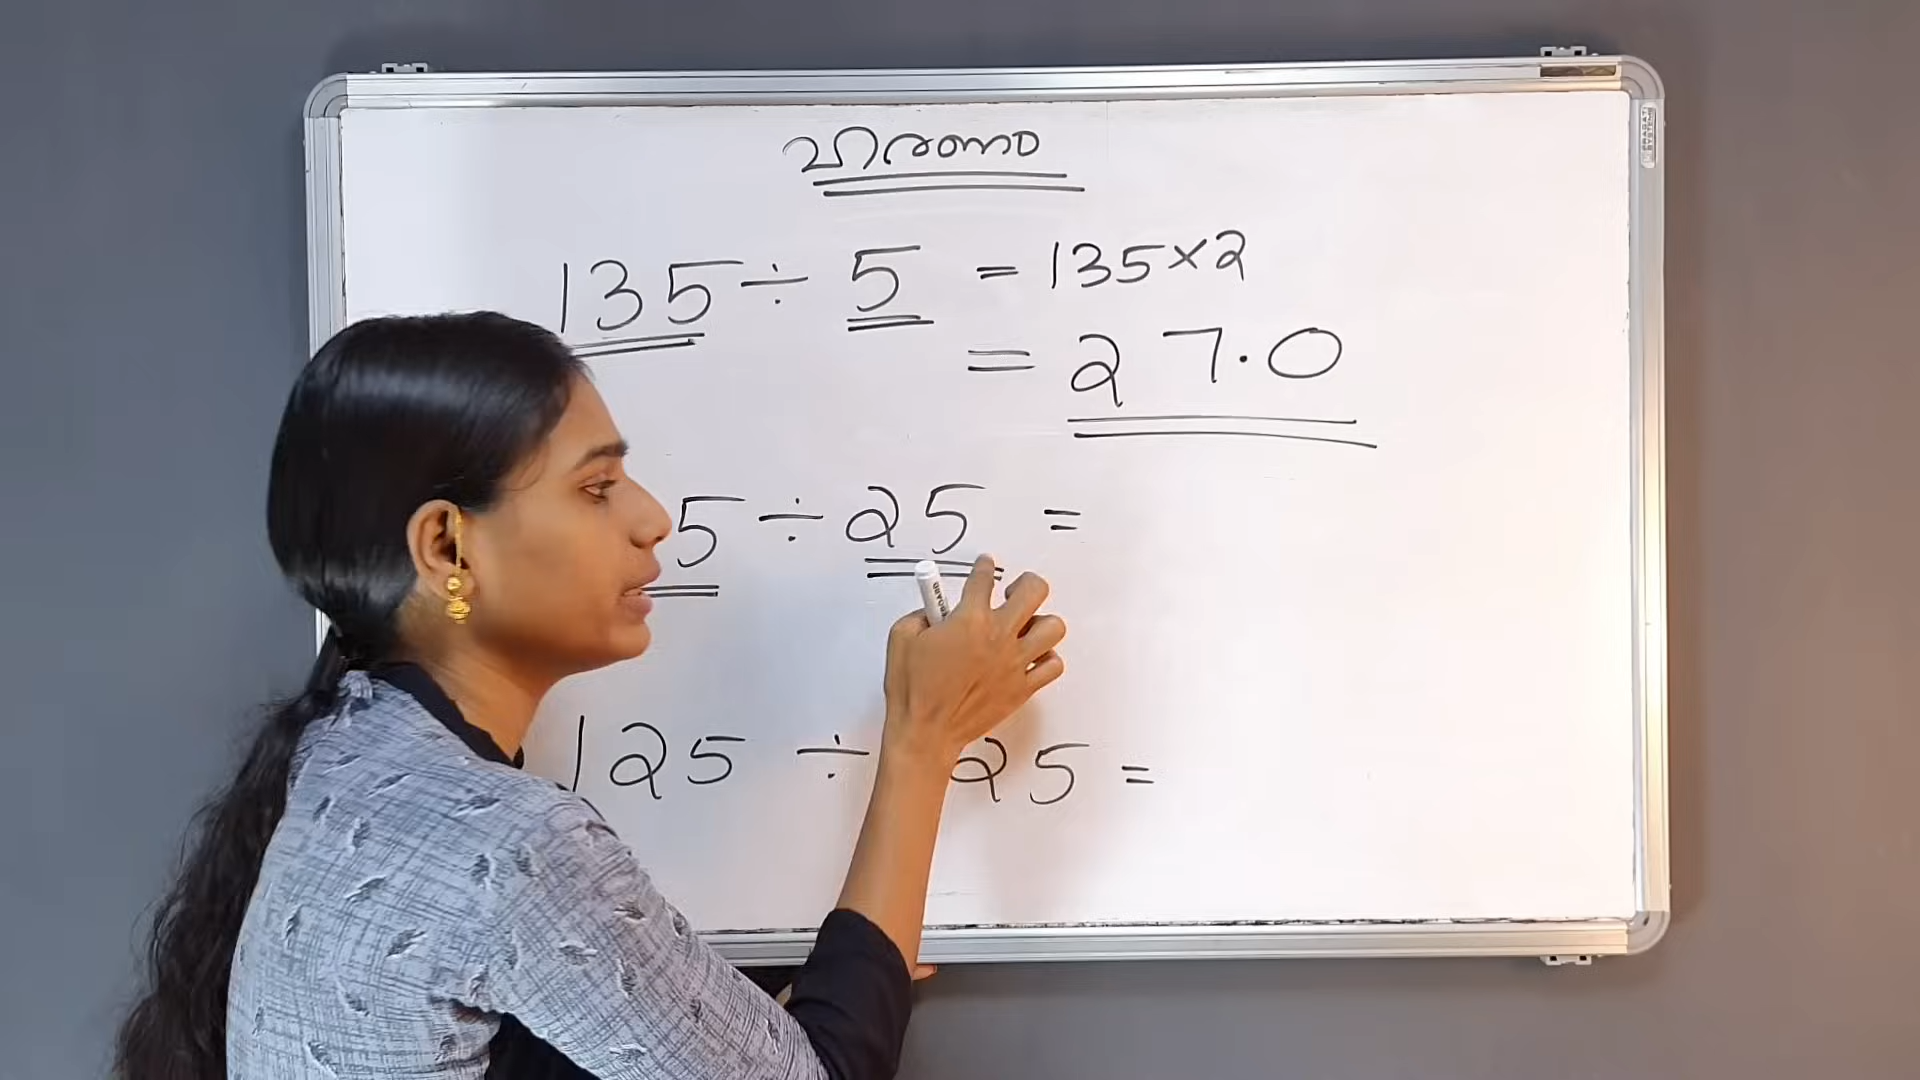 ഹരണം
135 ÷ 5 = 135×2
= 27.0
5 ÷ 25 =
125 ÷ 25 =